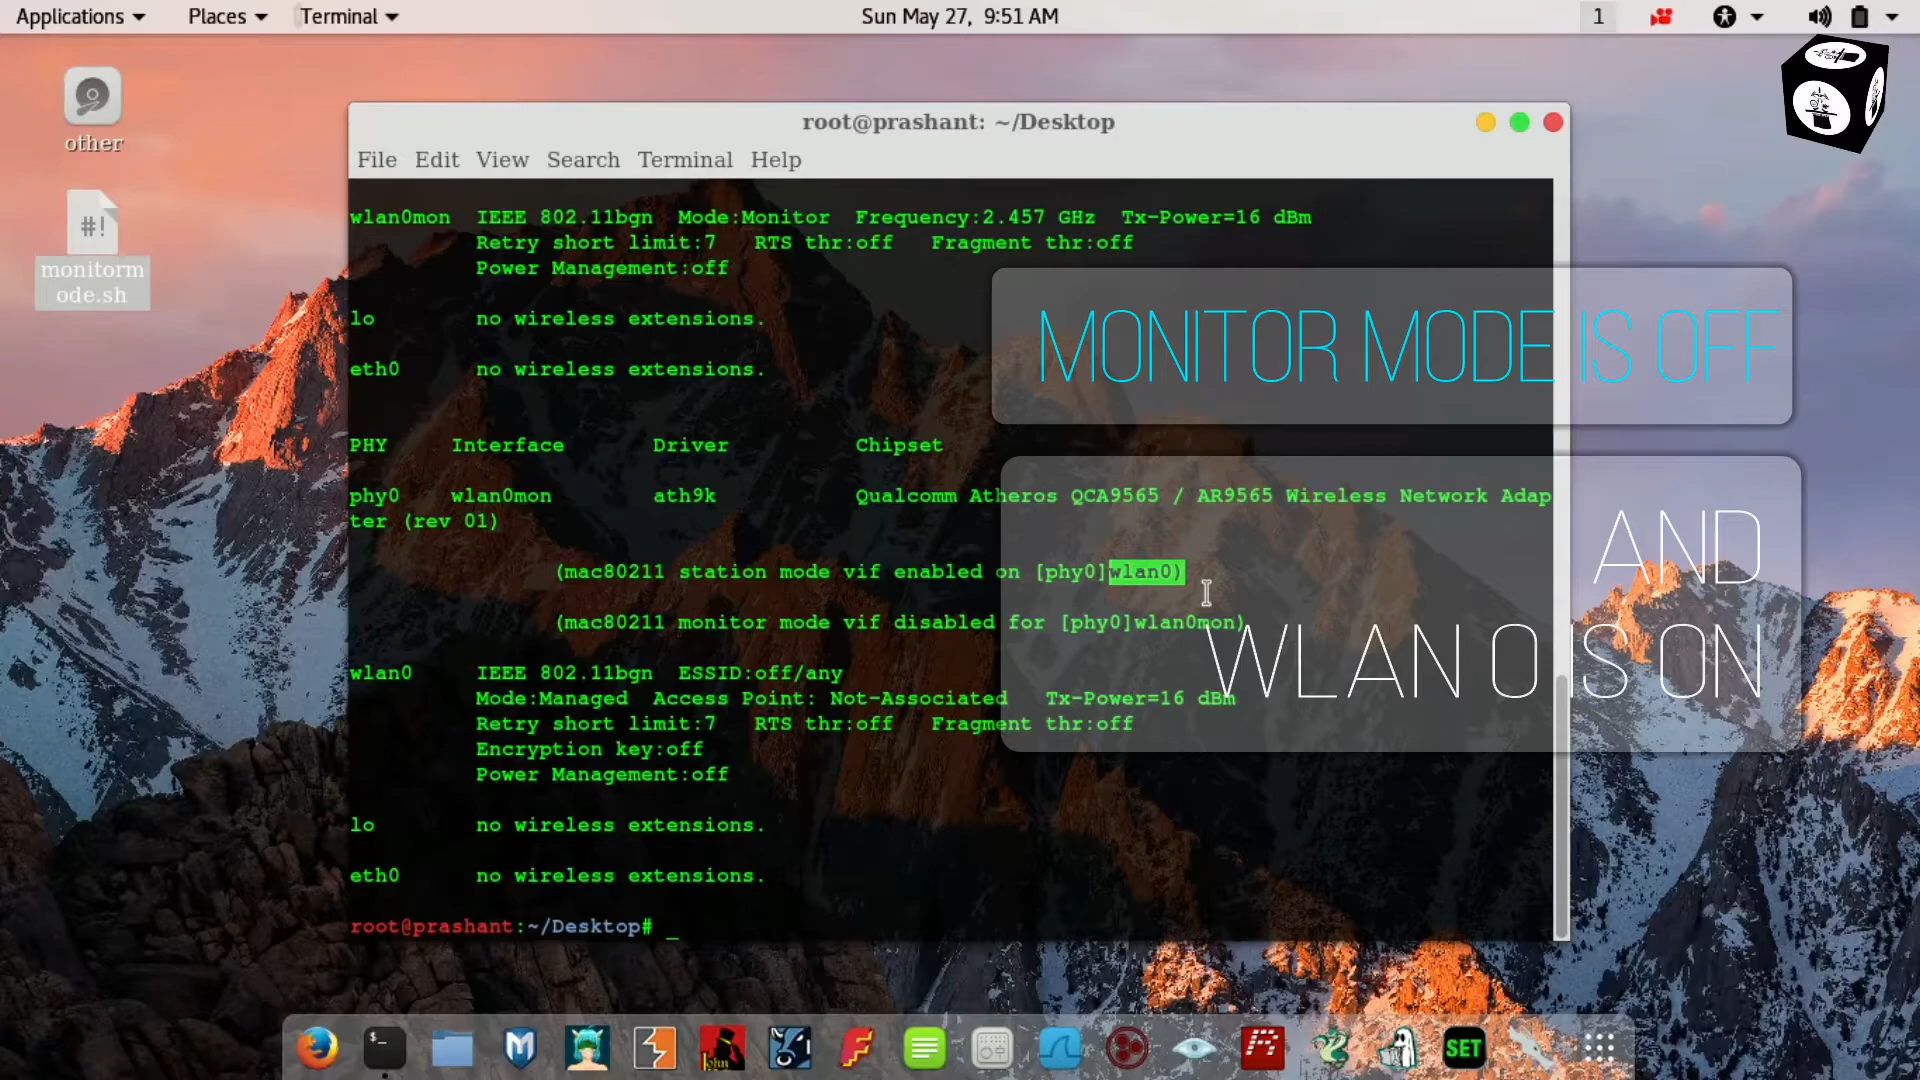 Applications Places Terminal Sun May 27, 9:51 AM 1
other
#!
monitorm
ode.sh
root@prashant: ~/Desktop
File Edit View Search Terminal Help
wlan0mon IEEE 802.11bgn Mode:Monitor Frequency:2.457 GHz Tx-Power=16 dBm
Retry short limit:7 RTS thr:off Fragment thr:off
Power Management:off
lo no wireless extensions.
eth0 no wireless extensions.
PHY Interface Driver Chipset
phy0 wlan0mon ath9k Qualcomm Atheros QCA9565 / AR9565 Wireless Network Adap
ter (rev 01)
(mac80211 station mode vif enabled on [phy0]wlan0)
(mac80211 monitor mode vif disabled for [phy0]wlan0mon)
wlan0 IEEE 802.11bgn ESSID:off/any
Mode:Managed Access Point: Not-Associated Tx-Power=16 dBm
Retry short limit:7 RTS thr:off Fragment thr:off
Encryption key:off
Power Management:off
lo no wireless extensions.
eth0 no wireless extensions.
root@prashant:~/Desktop# _
MONITOR MODE IS OFF
AND
WLAN 0 IS ON
john
SET